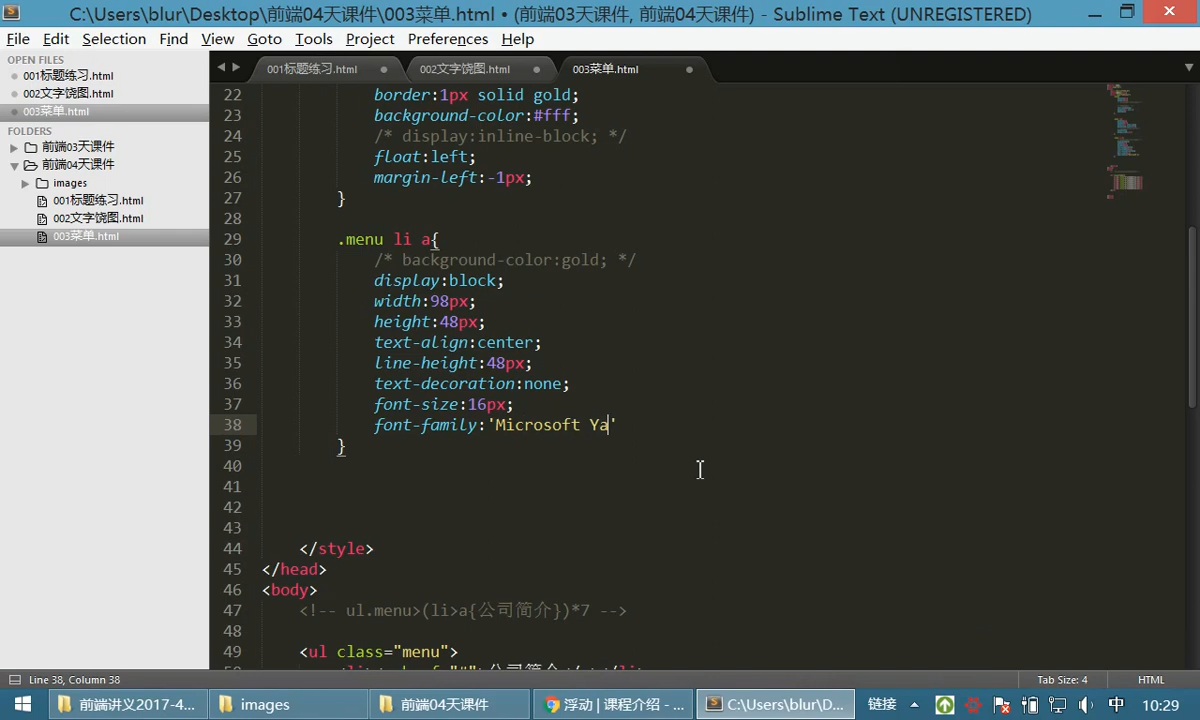 C:\Users\blur\Desktop\前端04天课件\003菜单.html • (前端03天课件, 前端04天课件) - Sublime Text (UNREGISTERED)
File Edit Selection Find View Goto Tools Project Preferences Help
OPEN FILES
001标题练习.html
002文字饶图.html
003菜单.html
FOLDERS
前端03天课件
前端04天课件
images
001标题练习.html
002文字饶图.html
003菜单.html
001标题练习.html 002文字饶图.html 003菜单.html
22 border:1px solid gold;
23 background-color:#fff;
24 /* display:inline-block; */
25 float:left;
26 margin-left:-1px;
27 }
28
29 .menu li a{
30 /* background-color:gold; */
31 display:block;
32 width:98px;
33 height:48px;
34 text-align:center;
35 line-height:48px;
36 text-decoration:none;
37 font-size:16px;
38 font-family:'Microsoft Ya'
39 }
40
41
42
43
44 </style>
45 </head>
46 <body>
47 <!-- ul.menu>(li>a{公司简介})*7 -->
48
49 <ul class="menu">
Line 38, Column 38 Tab Size: 4 HTML
前端讲义2017-4... images 前端04天课件 浮动 | 课程介绍 - ... C:\Users\blur\D... 链接 中 10:29